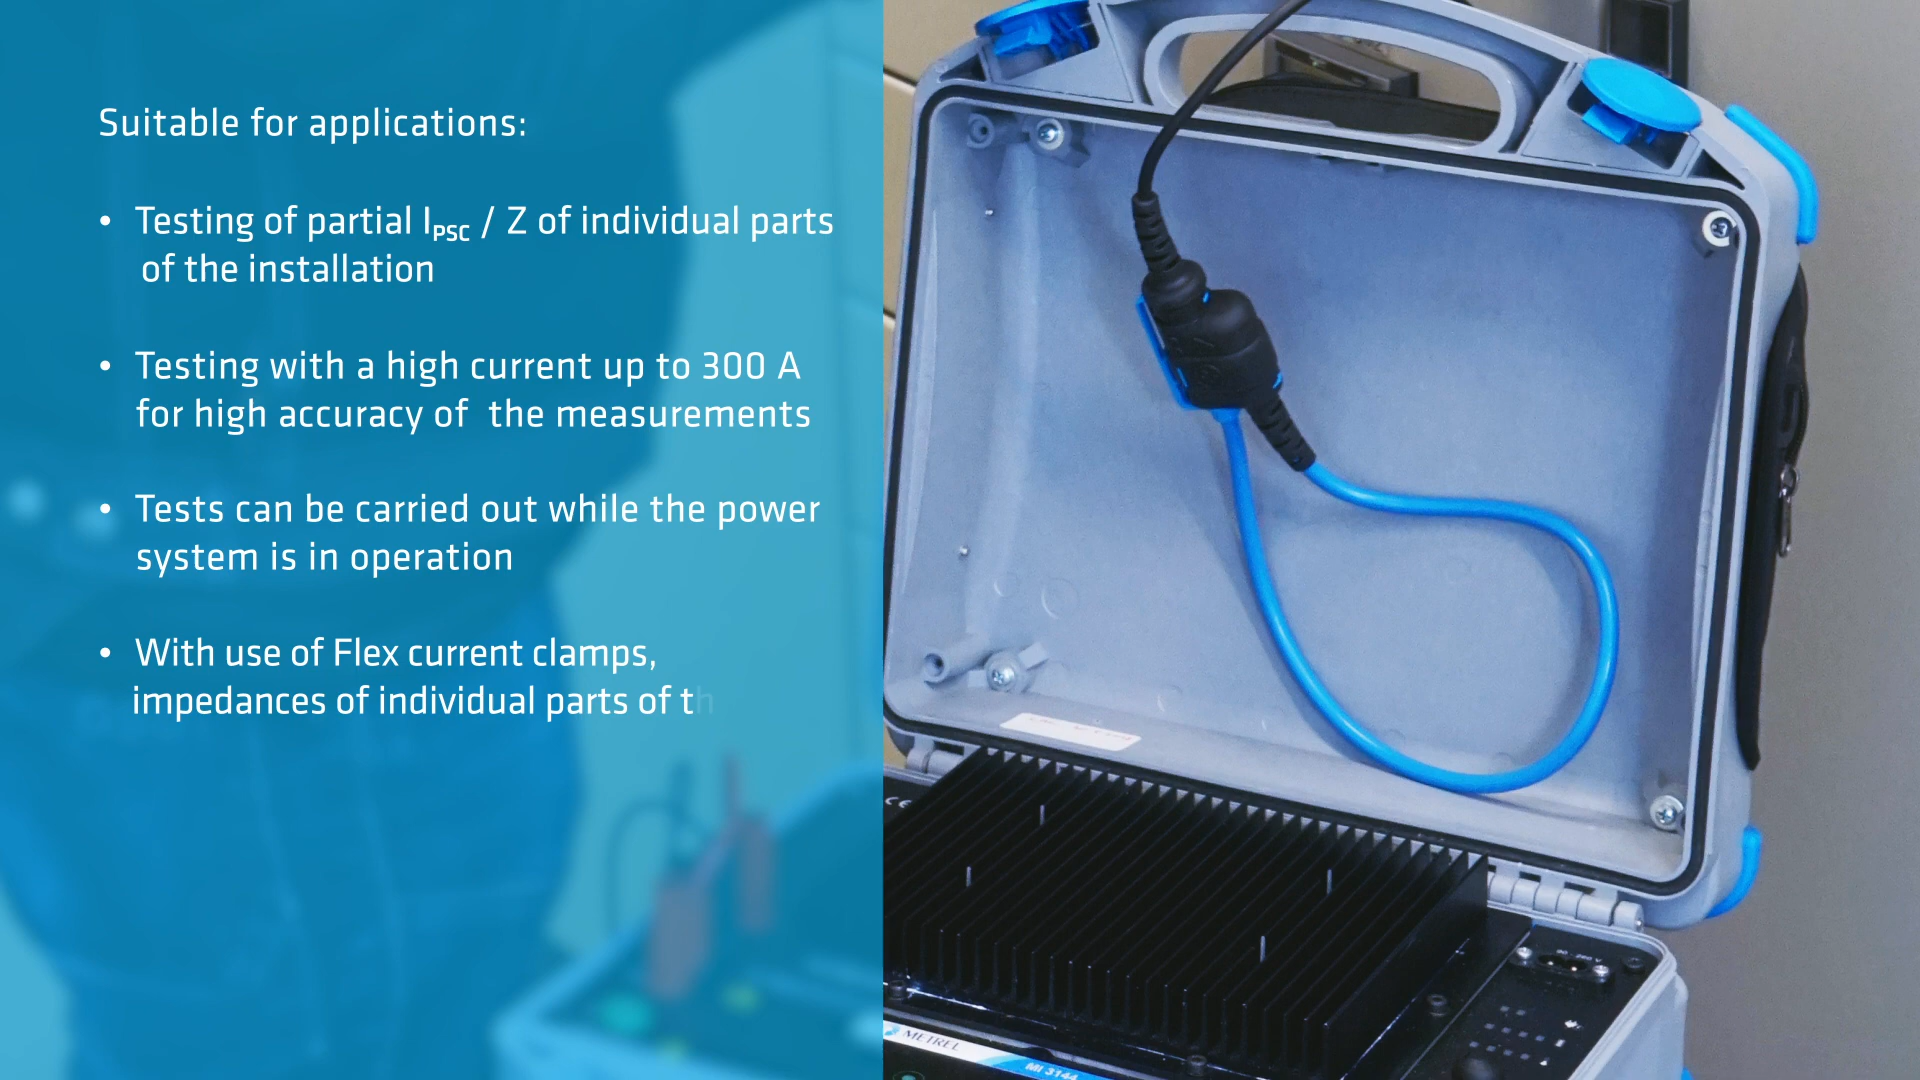 Suitable for applications:
• Testing of partial IPSC / Z of individual parts
of the installation
• Testing with a high current up to 300 A
for high accuracy of the measurements
• Tests can be carried out while the power
system is in operation
• With use of Flex current clamps,
impedances of individual parts of th
CE
METREL
MI 3144